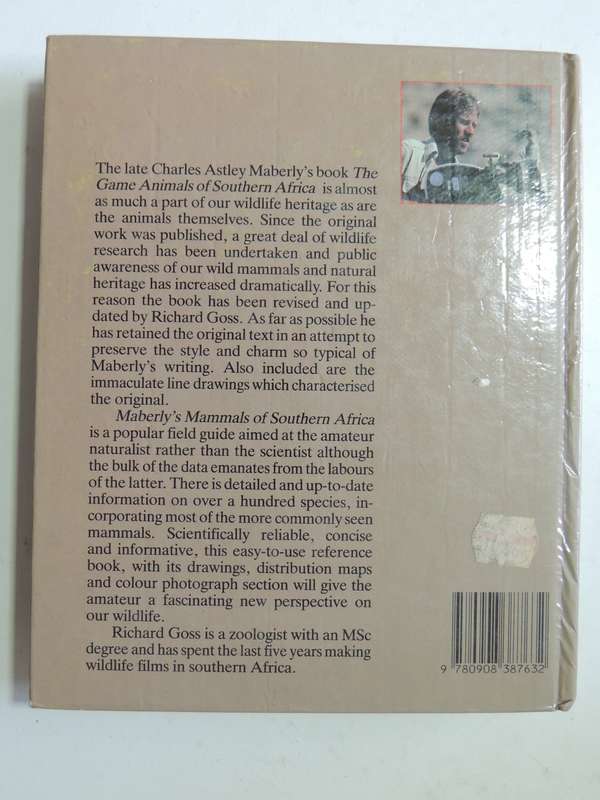 The late Charles Astley Maberly's book The
Game Animals of Southern Africa is almost
as much a part of our wildlife heritage as are
the animals themselves. Since the original
work was published, a great deal of wildlife
research has been undertaken and public
awareness of our wild mammals and natural
heritage has increased dramatically. For this
reason the book has been revised and up-
dated by Richard Goss. As far as possible he
has retained the original text in an attempt to
preserve the style and charm so typical of
Maberly's writing. Also included are the
immaculate line drawings which characterised
the original.
Maberly's Mammals of Southern Africa
is a popular field guide aimed at the amateur
naturalist rather than the scientist although
the bulk of the data emanates from the labours
of the latter. There is detailed and up-to-date
information on over a hundred species, in-
corporating most of the more commonly seen
mammals. Scientifically reliable, concise
and informative, this easy-to-use reference
book, with its drawings, distribution maps
and colour photograph section will give the
amateur a fascinating new perspective on
our wildlife.
Richard Goss is a zoologist with an MSc
degree and has spent the last five years making
wildlife films in southern Africa.
9 780908 387632